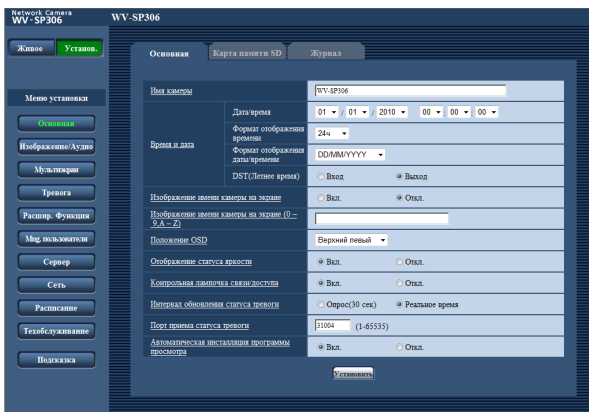 Network Camera
WV-SP306 WV-SP306
Живое Установ.
Основная Карта памяти SD Журнал
Меню установки
Основная
Изображение/Аудио
Мультиэкран
Тревога
Расшир. Функция
Mng. пользователя
Сервер
Сеть
Расписание
Техобслуживание
Подсказка
Имя камеры WV-SP306
Время и дата
Дата/время 01 / 01 / 2010 00 : 00 : 00
Формат отображения
времени
24ч
Формат отображения
даты/времени
DD/MM/YYYY
DST(Летнее время) Вход Выход
Изображение имени камеры на экране Вкл. Откл.
Изображение имени камеры на экране (0 –
9,A – Z)
Положение OSD Верхний левый
Отображение статуса яркости Вкл. Откл.
Контрольная лампочка связи/доступа Вкл. Откл.
Интервал обновления статуса тревоги Опрос(30 сек) Реальное время
Порт приема статуса тревоги 31004 (1-65535)
Автоматическая инсталляция программы
просмотра
Вкл. Откл.
Установить